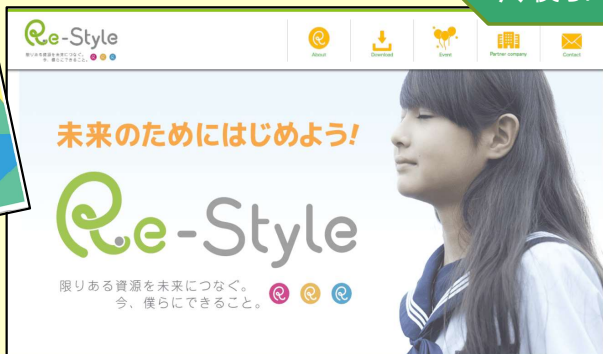 Re-Style
限りある資源を未来につなぐ。
今、僕らにできること。
About
Download
Event
Partner company
Contact
未来のためにはじめよう!
Re-Style
限りある資源を未来につなぐ。
今、僕らにできること。